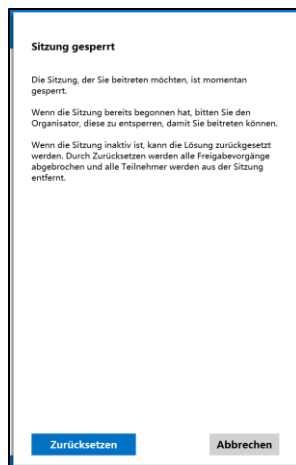 Sitzung gesperrt
Die Sitzung, der Sie beitreten möchten, ist momentan
gesperrt.
Wenn die Sitzung bereits begonnen hat, bitten Sie den
Organisator, diese zu entsperren, damit Sie beitreten können.
Wenn die Sitzung inaktiv ist, kann die Lösung zurückgesetzt
werden. Durch Zurücksetzen werden alle Freigabevorgänge
abgebrochen und alle Teilnehmer werden aus der Sitzung
entfernt.
Zurücksetzen Abbrechen